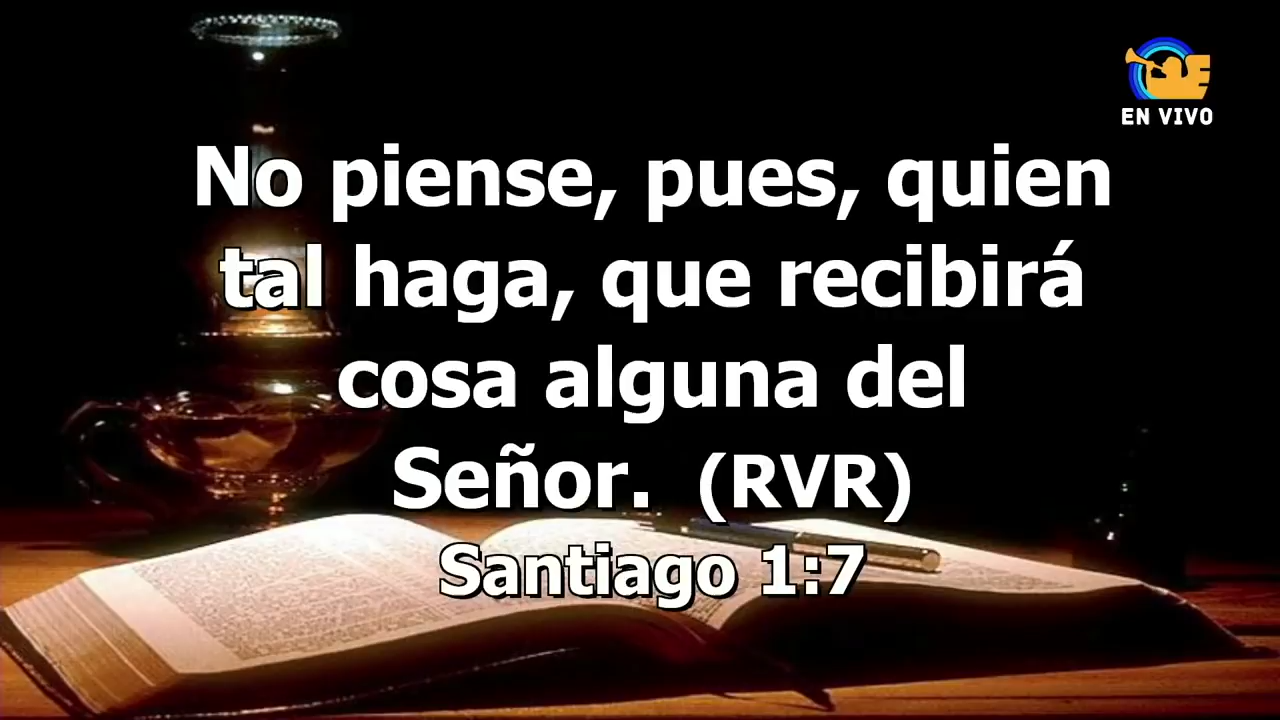 EN VIVO
No piense, pues, quien
tal haga, que recibirá
cosa alguna del
Señor. (RVR)
Santiago 1:7